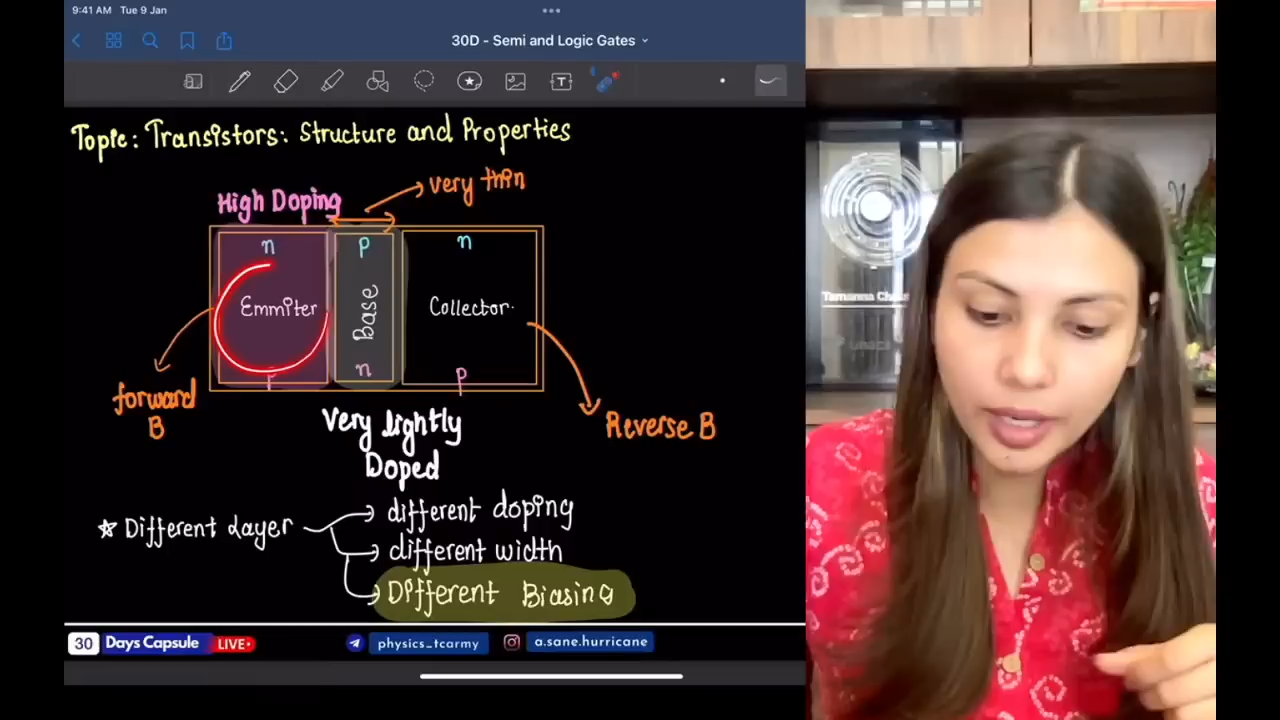 9:41 AM Tue 9 Jan
30D - Semi and Logic Gates
T
Topic: Transistors: Structure and Properties
very thin
High Doping
n p n
Emmiter Base Collector
n p
forward
B
Reverse B
Very lightly
Doped
Different Layer
different doping
different width
Different Biasing
30 Days Capsule LIVE
physics_tcarmy a.sane.hurricane
Tamanna